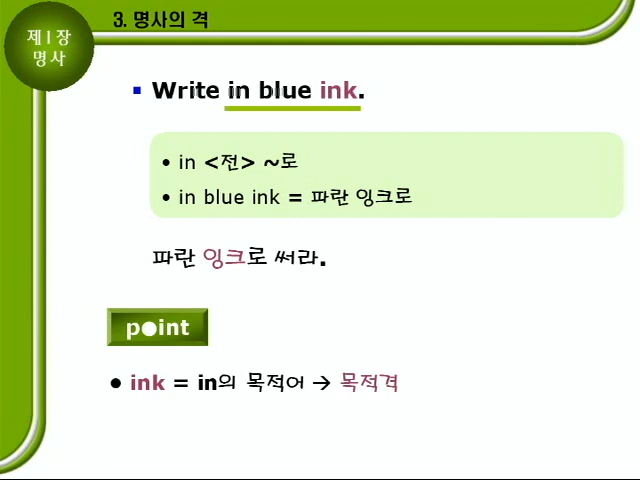 3. 명사의 격
제 I 장
명사
▪ Write in blue ink.
• in <전> ~로
• in blue ink = 파란 잉크로
파란 잉크로 써라.
point
• ink = in의 목적어 → 목적격